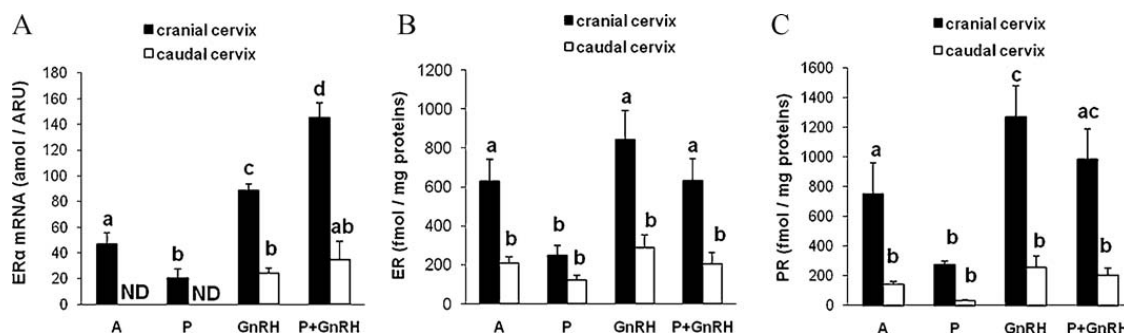 A
cranial cervix
caudal cervix
ERα mRNA (amol / ARU)
180
160
140
120
100
80
60
40
20
0
a
ND
b
ND
c
b
d
ab
A
P
GnRH
P+GnRH
B
cranial cervix
caudal cervix
ER (fmol / mg proteins)
1200
1000
800
600
400
200
0
a
b
b
b
a
b
a
b
A
P
GnRH
P+GnRH
C
cranial cervix
caudal cervix
PR (fmol / mg proteins)
1600
1400
1200
1000
800
600
400
200
0
a
b
b
b
c
b
ac
b
A
P
GnRH
P+GnRH